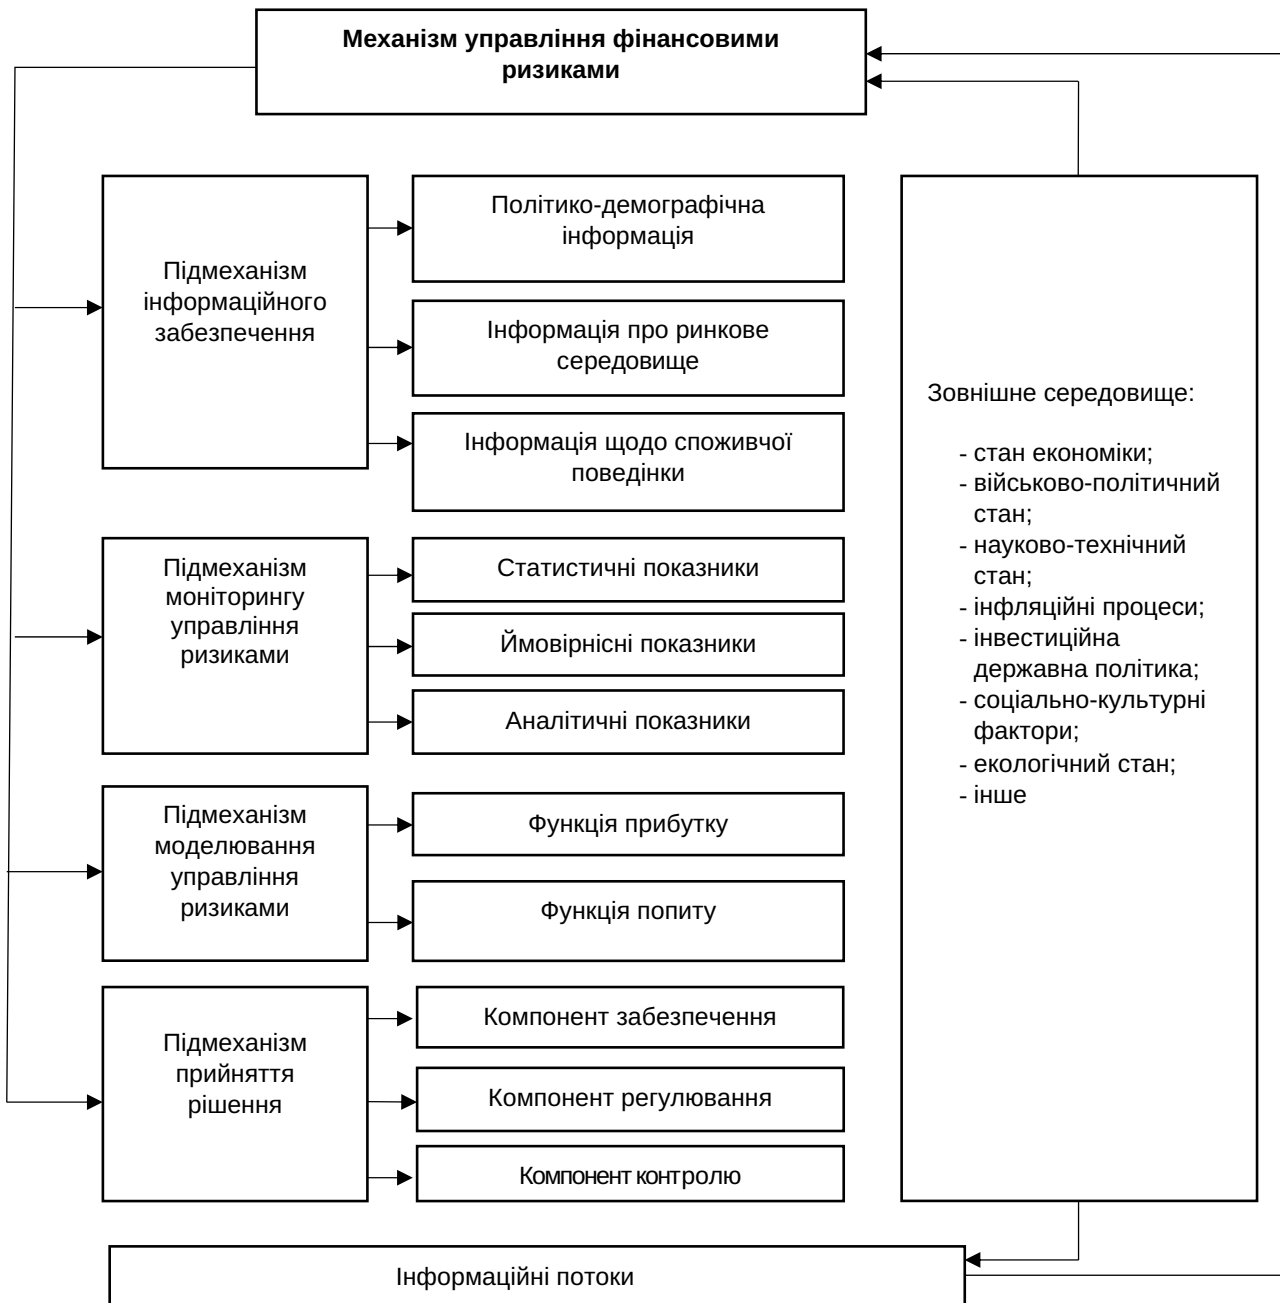 Механізм управління фінансовими
ризиками
Підмеханізм
інформаційного
забезпечення
Політико-демографічна
інформація
Інформація про ринкове
середовище
Інформація щодо споживчої
поведінки
Підмеханізм
моніторингу
управління
ризиками
Статистичні показники
Ймовірнісні показники
Аналітичні показники
Підмеханізм
моделювання
управління
ризиками
Функція прибутку
Функція попиту
Підмеханізм
прийняття
рішення
Компонент забезпечення
Компонент регулювання
Компонент контролю
Зовнішне середовище:
- стан економіки;
- військово-політичний
стан;
- науково-технічний
стан;
- інфляційні процеси;
- інвестиційна
державна політика;
- соціально-культурні
фактори;
- екологічний стан;
- інше
Інформаційні потоки